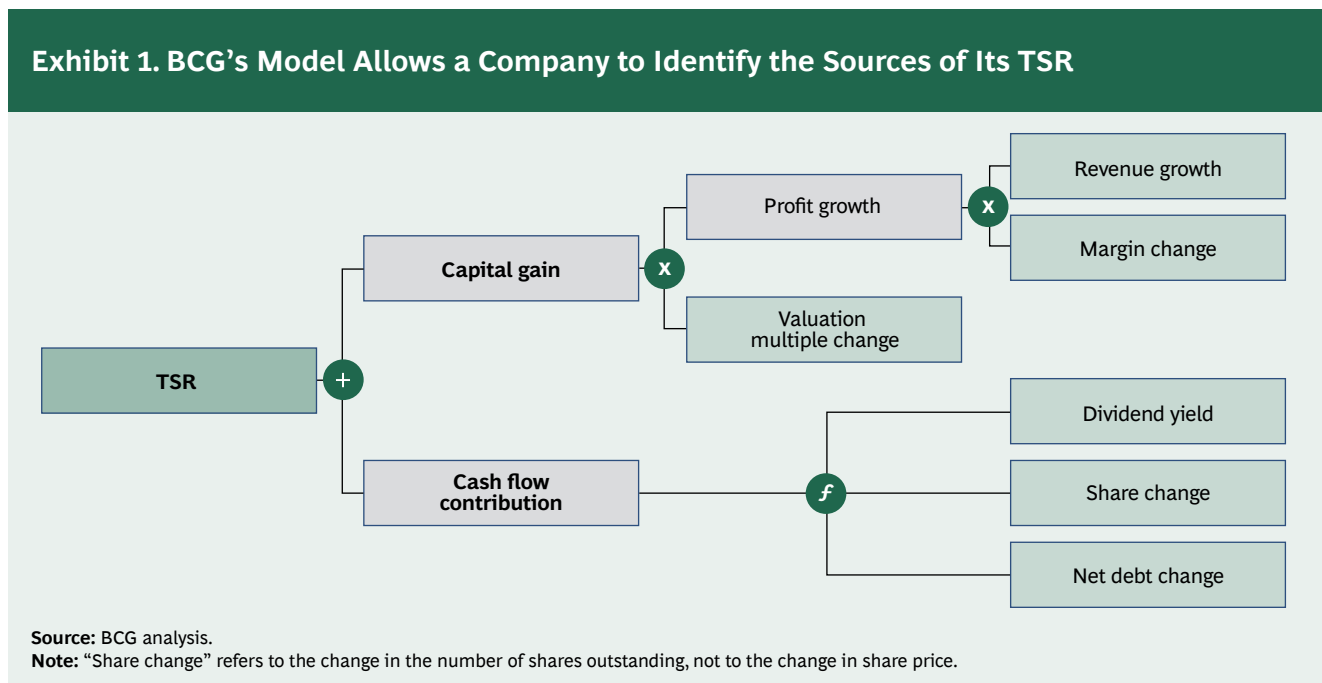 Exhibit 1. BCG’s Model Allows a Company to Identify the Sources of Its TSR
Revenue growth
Profit growth
x
Margin change
Capital gain
x
Valuation
multiple change
TSR
+
Dividend yield
Cash flow
contribution
ƒ
Share change
Net debt change
Source: BCG analysis.
Note: “Share change” refers to the change in the number of shares outstanding, not to the change in share price.